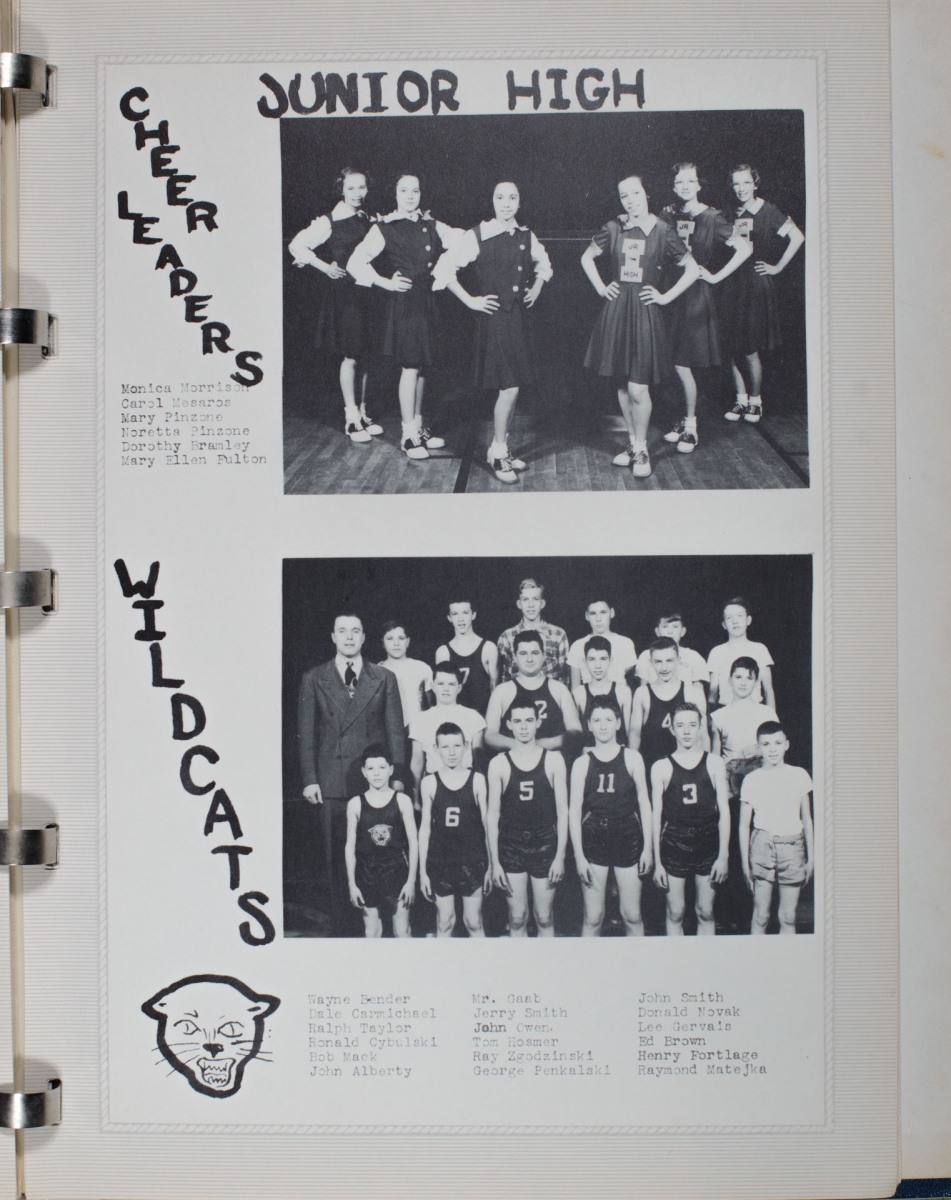 JUNIOR HIGH
CHEER
LEADERS
JR
HIGH
Monica Morrison
Carol Mesaros
Mary Pinzone
Noretta Pinzone
Dorothy Bramley
Mary Ellen Fulton
WILDCATS
7
2
4
6
5
11
3
Wayne Bender
Dale Carmichael
Ralph Taylor
Ronald Cybulski
Bob Mack
John Alberty
Mr. Gaab
Jerry Smith
John Owen
Tom Hosmer
Ray Zgodzinski
George Penkalski
John Smith
Donald Novak
Lee Gervais
Ed Brown
Henry Fortlage
Raymond Matejka